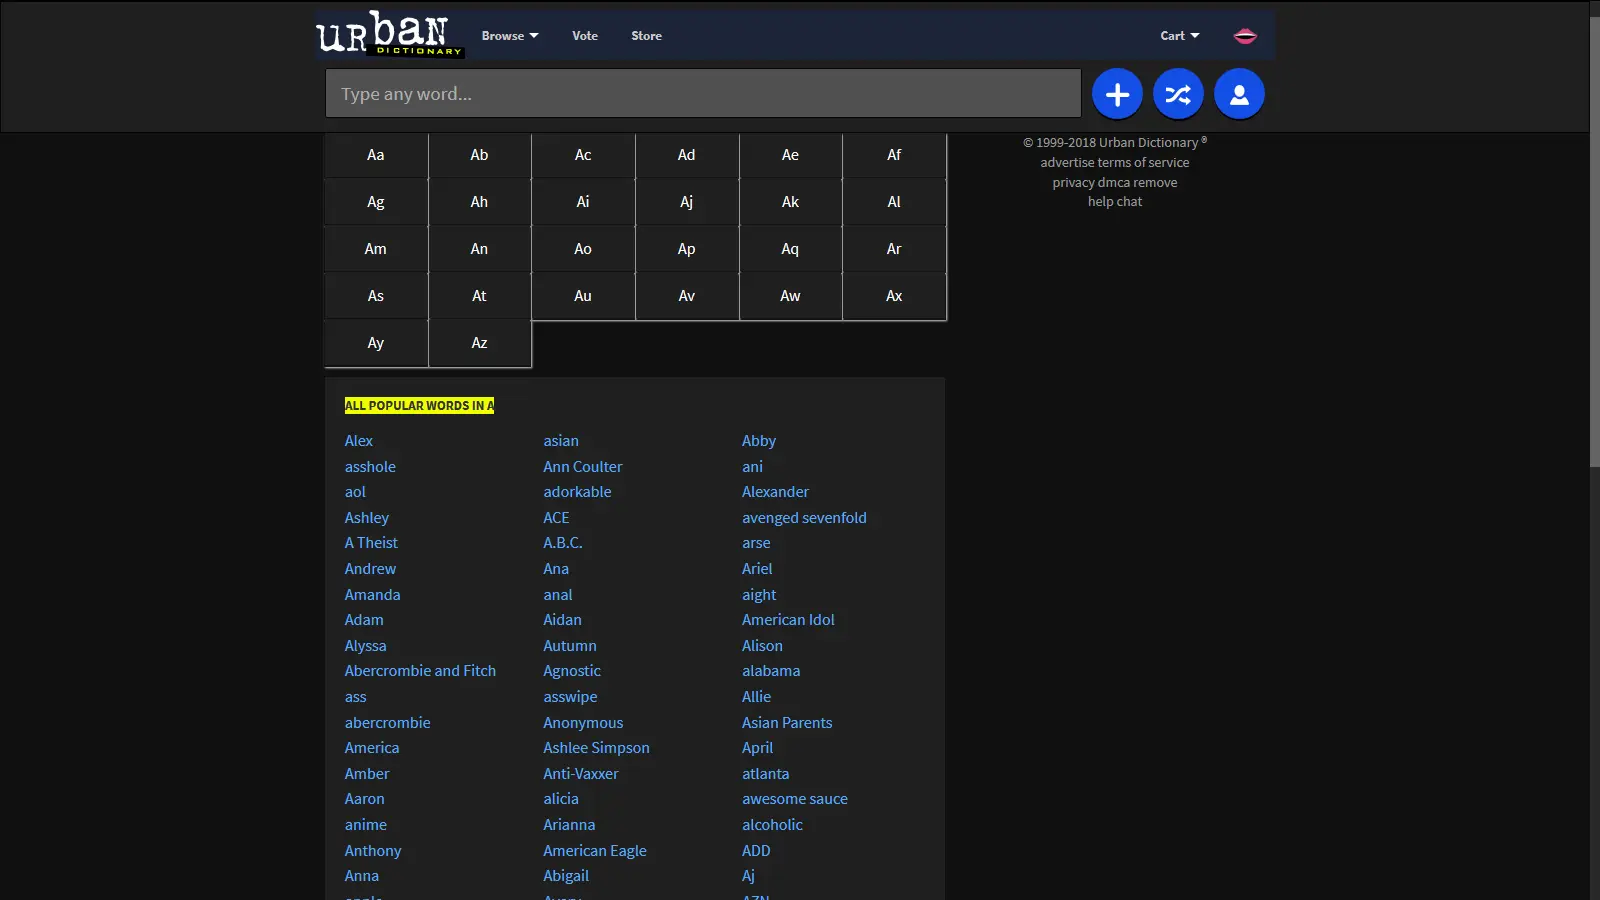 urban
DICTIONARY
Browse Vote Store Cart
Type any word...
© 1999-2018 Urban Dictionary ®
advertise terms of service
privacy dmca remove
help chat
Aa Ab Ac Ad Ae Af
Ag Ah Ai Aj Ak Al
Am An Ao Ap Aq Ar
As At Au Av Aw Ax
Ay Az
ALL POPULAR WORDS IN A
Alex asian Abby
asshole Ann Coulter ani
aol adorkable Alexander
Ashley ACE avenged sevenfold
A Theist A.B.C. arse
Andrew Ana Ariel
Amanda anal aight
Adam Aidan American Idol
Alyssa Autumn Alison
Abercrombie and Fitch Agnostic alabama
ass asswipe Allie
abercrombie Anonymous Asian Parents
America Ashlee Simpson April
Amber Anti-Vaxxer atlanta
Aaron alicia awesome sauce
anime Arianna alcoholic
Anthony American Eagle ADD
Anna Abigail Aj